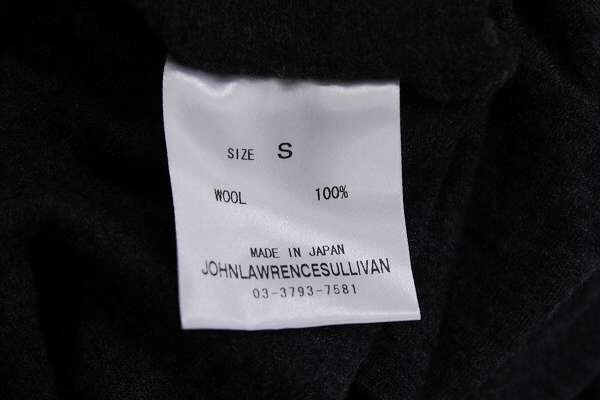 SIZE S
WOOL 100%
MADE IN JAPAN
JOHNLAWRENCESULLIVAN
03-3793-7581